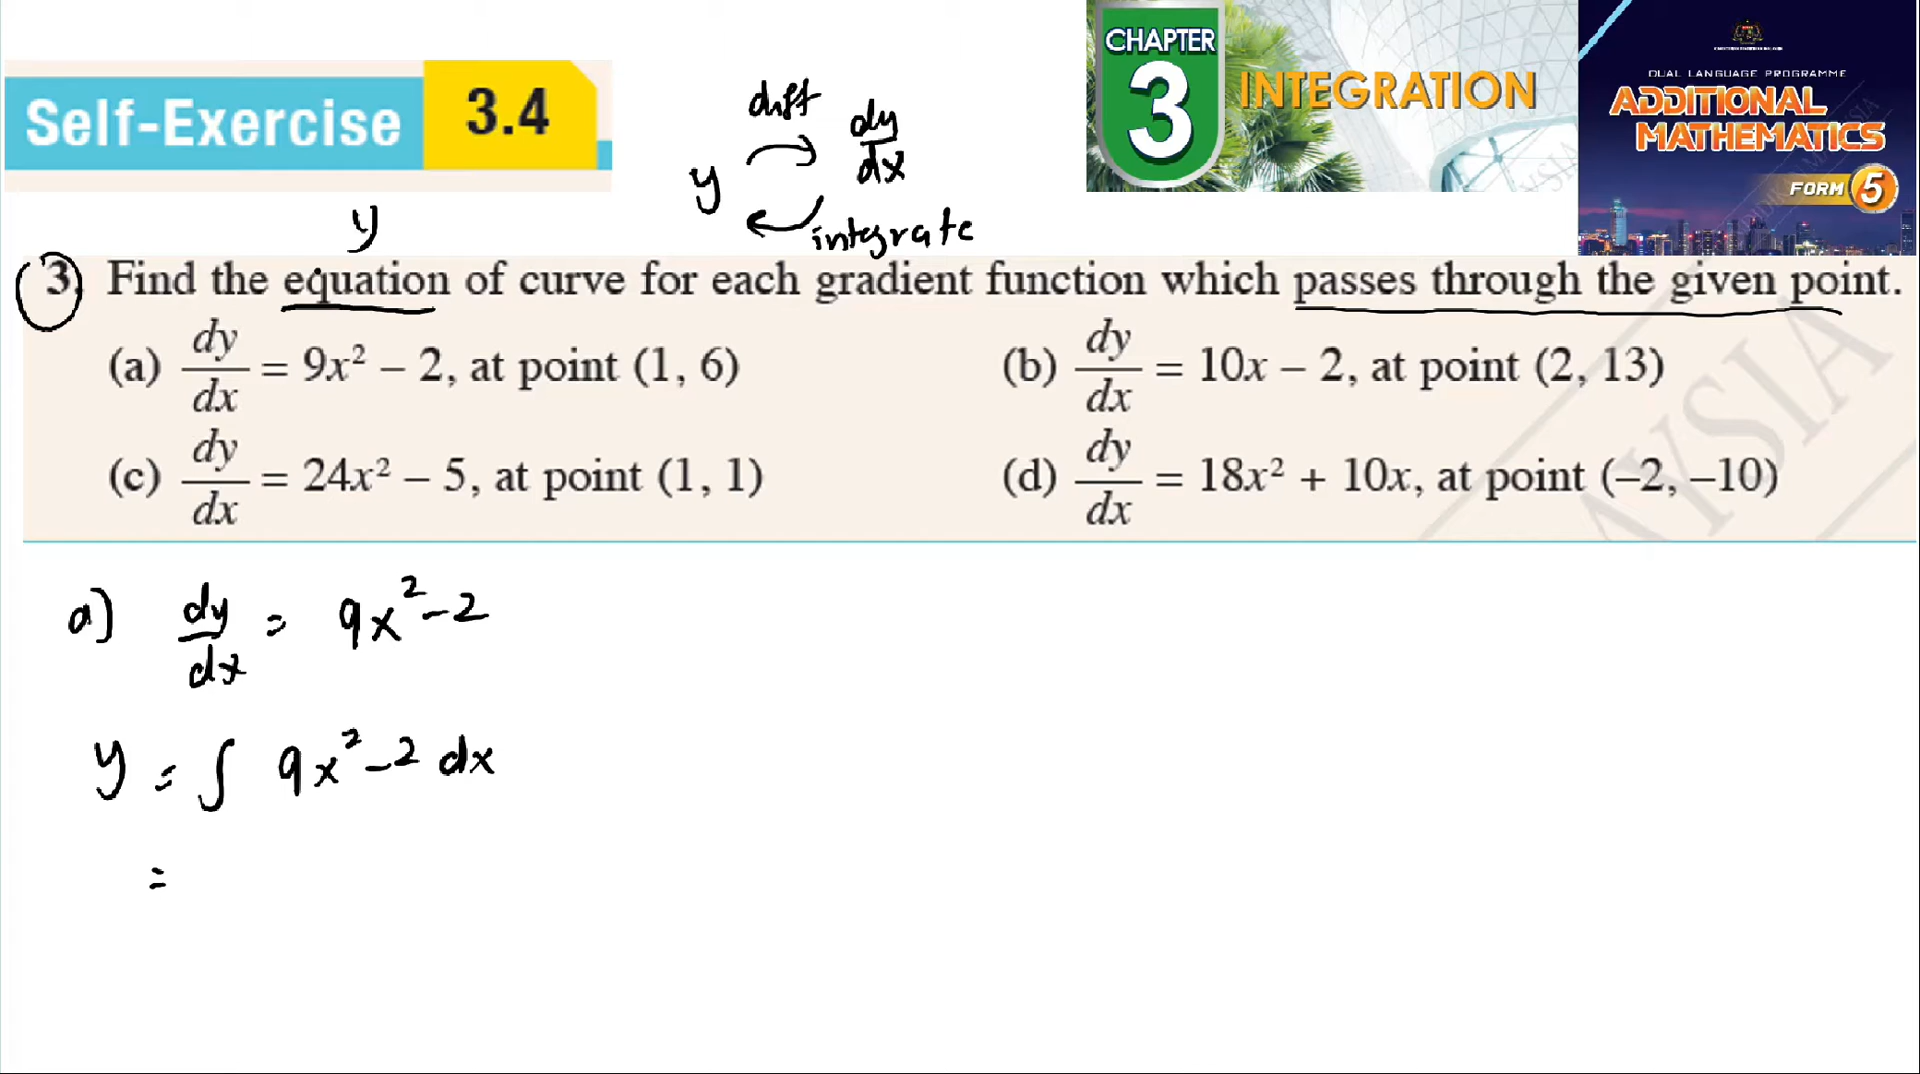 CHAPTER
3
INTEGRATION
DUAL LANGUAGE PROGRAMME
ADDITIONAL
MATHEMATICS
FORM 5
Self-Exercise 3.4
diff
y dy/dx
integrate
y
3. Find the equation of curve for each gradient function which passes through the given point.
(a) dy/dx = 9x² – 2, at point (1, 6) (b) dy/dx = 10x – 2, at point (2, 13)
(c) dy/dx = 24x² – 5, at point (1, 1) (d) dy/dx = 18x² + 10x, at point (–2, –10)
AYSIA
a) dy/dx = 9x² - 2
y = ∫ 9x² - 2 dx
=